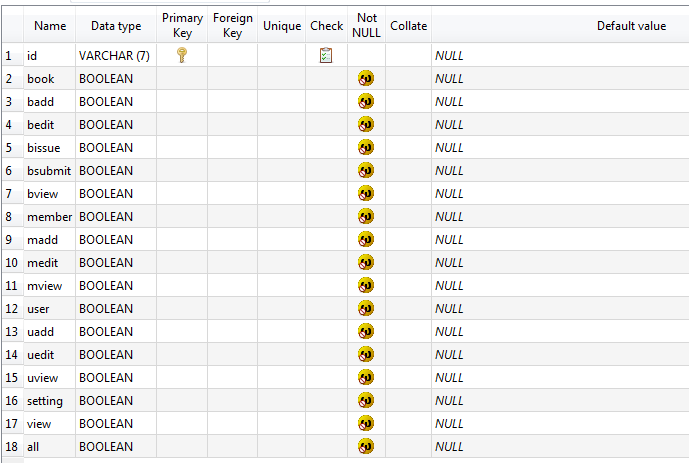 Name Data type Primary Key Foreign Key Unique Check Not NULL Collate Default value
1 id VARCHAR (7) NULL
2 book BOOLEAN NULL
3 badd BOOLEAN NULL
4 bedit BOOLEAN NULL
5 bissue BOOLEAN NULL
6 bsubmit BOOLEAN NULL
7 bview BOOLEAN NULL
8 member BOOLEAN NULL
9 madd BOOLEAN NULL
10 medit BOOLEAN NULL
11 mview BOOLEAN NULL
12 user BOOLEAN NULL
13 uadd BOOLEAN NULL
14 uedit BOOLEAN NULL
15 uview BOOLEAN NULL
16 setting BOOLEAN NULL
17 view BOOLEAN NULL
18 all BOOLEAN NULL